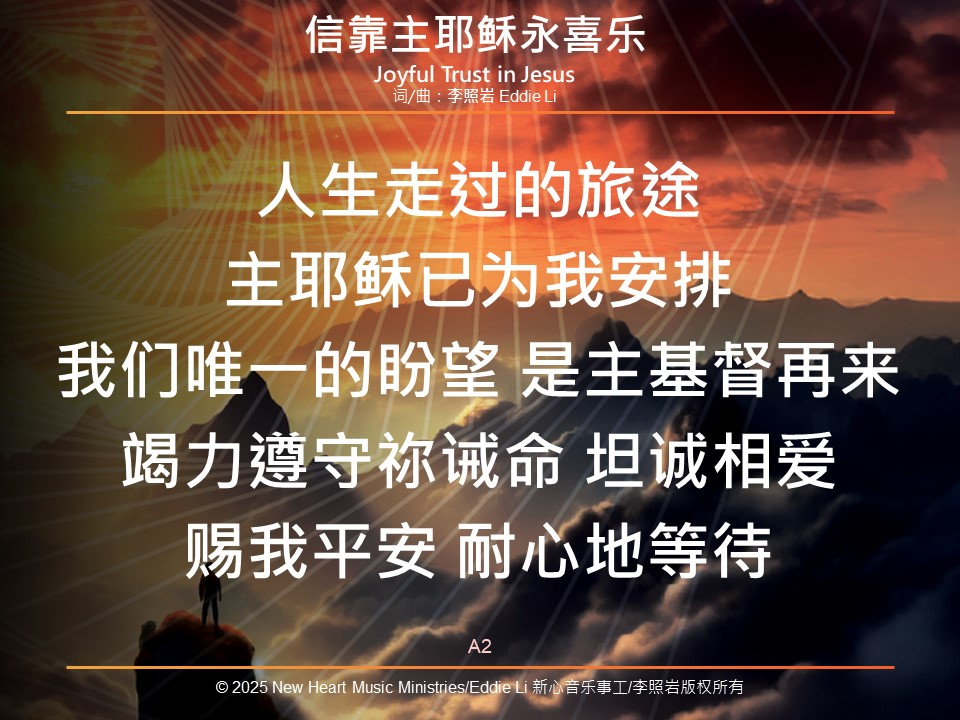 信靠主耶稣永喜乐
Joyful Trust in Jesus
词/曲：李照岩 Eddie Li
人生走过的旅途
主耶稣已为我安排
我们唯一的盼望 是主基督再来
竭力遵守祢诫命 坦诚相爱
赐我平安 耐心地等待
A2
© 2025 New Heart Music Ministries/Eddie Li 新心音乐事工/李照岩版权所有